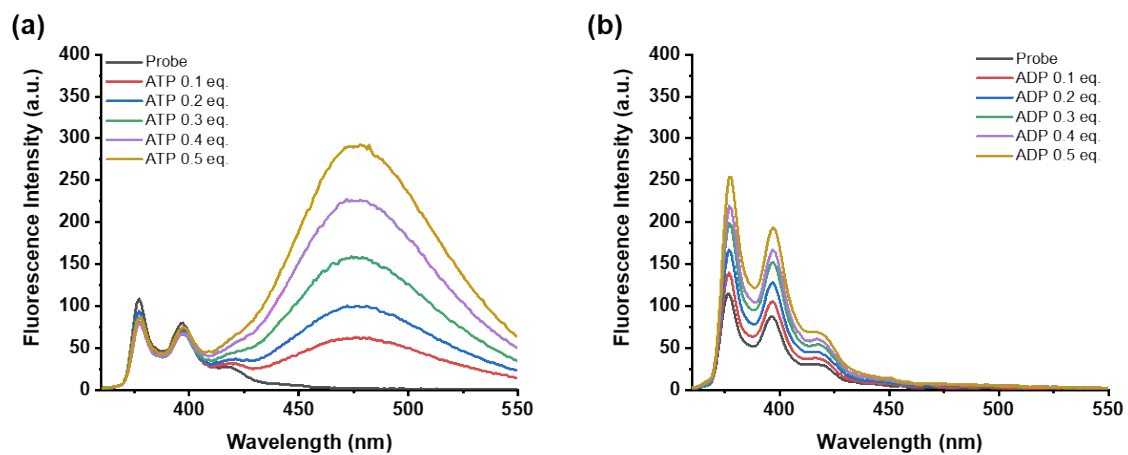 (a)
Fluorescence Intensity (a.u.)
400
350
300
250
200
150
100
50
0
Probe
ATP 0.1 eq.
ATP 0.2 eq.
ATP 0.3 eq.
ATP 0.4 eq.
ATP 0.5 eq.
400 450 500 550
Wavelength (nm)
(b)
Fluorescence Intensity (a.u.)
400
350
300
250
200
150
100
50
0
Probe
ADP 0.1 eq.
ADP 0.2 eq.
ADP 0.3 eq.
ADP 0.4 eq.
ADP 0.5 eq.
400 450 500 550
Wavelength (nm)